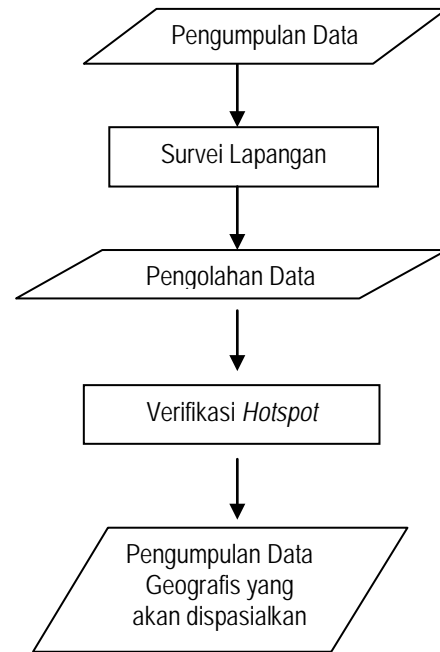 Pengumpulan Data
Survei Lapangan
Pengolahan Data
Verifikasi Hotspot
Pengumpulan Data
Geografis yang
akan dispasialkan